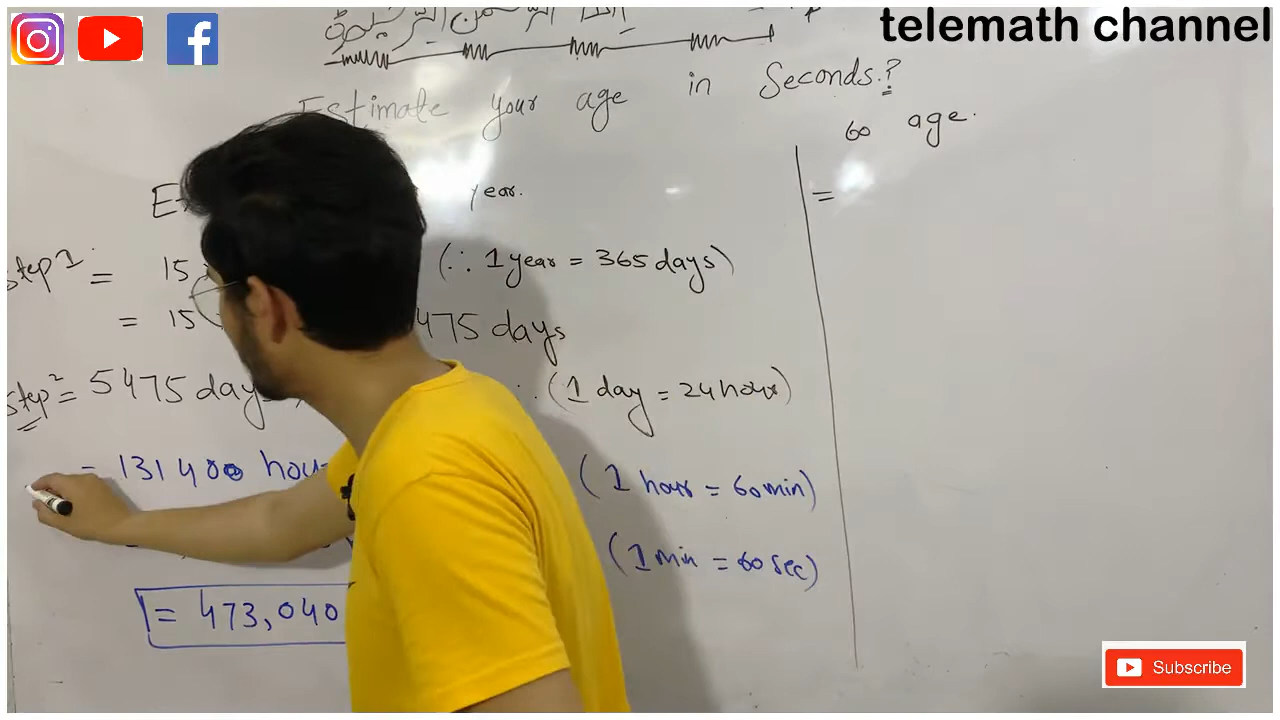 telemath channel
Estimate your age in Seconds.?
60 age.
year.
=
step 1 = 15 (∴ 1 year = 365 days)
= 15 475 days
step 2 = 5475 days ∴ (1 day = 24 hour)
= 131400 hour (1 hour = 60 min)
(1 min = 60 sec)
= 473,040
Subscribe